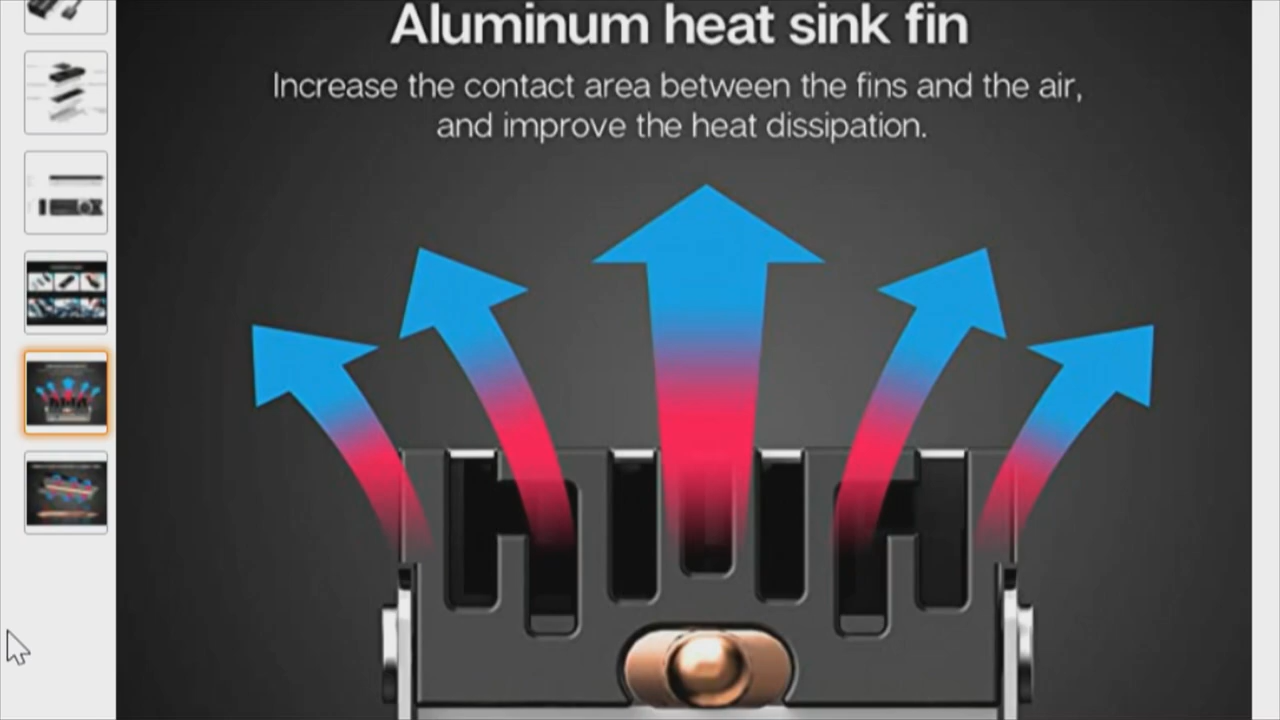 Aluminum heat sink fin
Increase the contact area between the fins and the air,
and improve the heat dissipation.